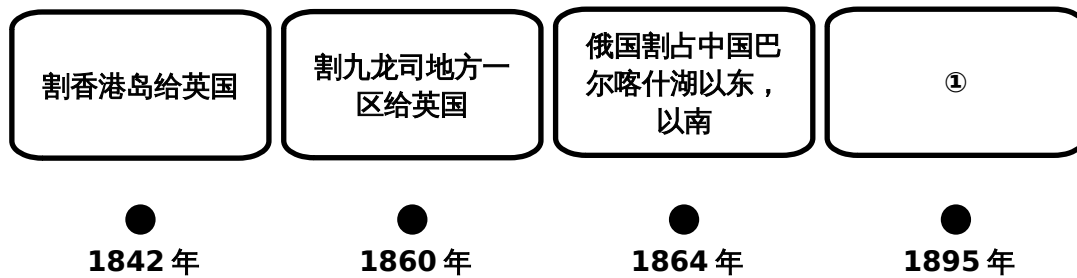 割香港岛给英国
割九龙司地方一
区给英国
俄国割占中国巴
尔喀什湖以东，
以南
①
1842 年
1860 年
1864 年
1895 年